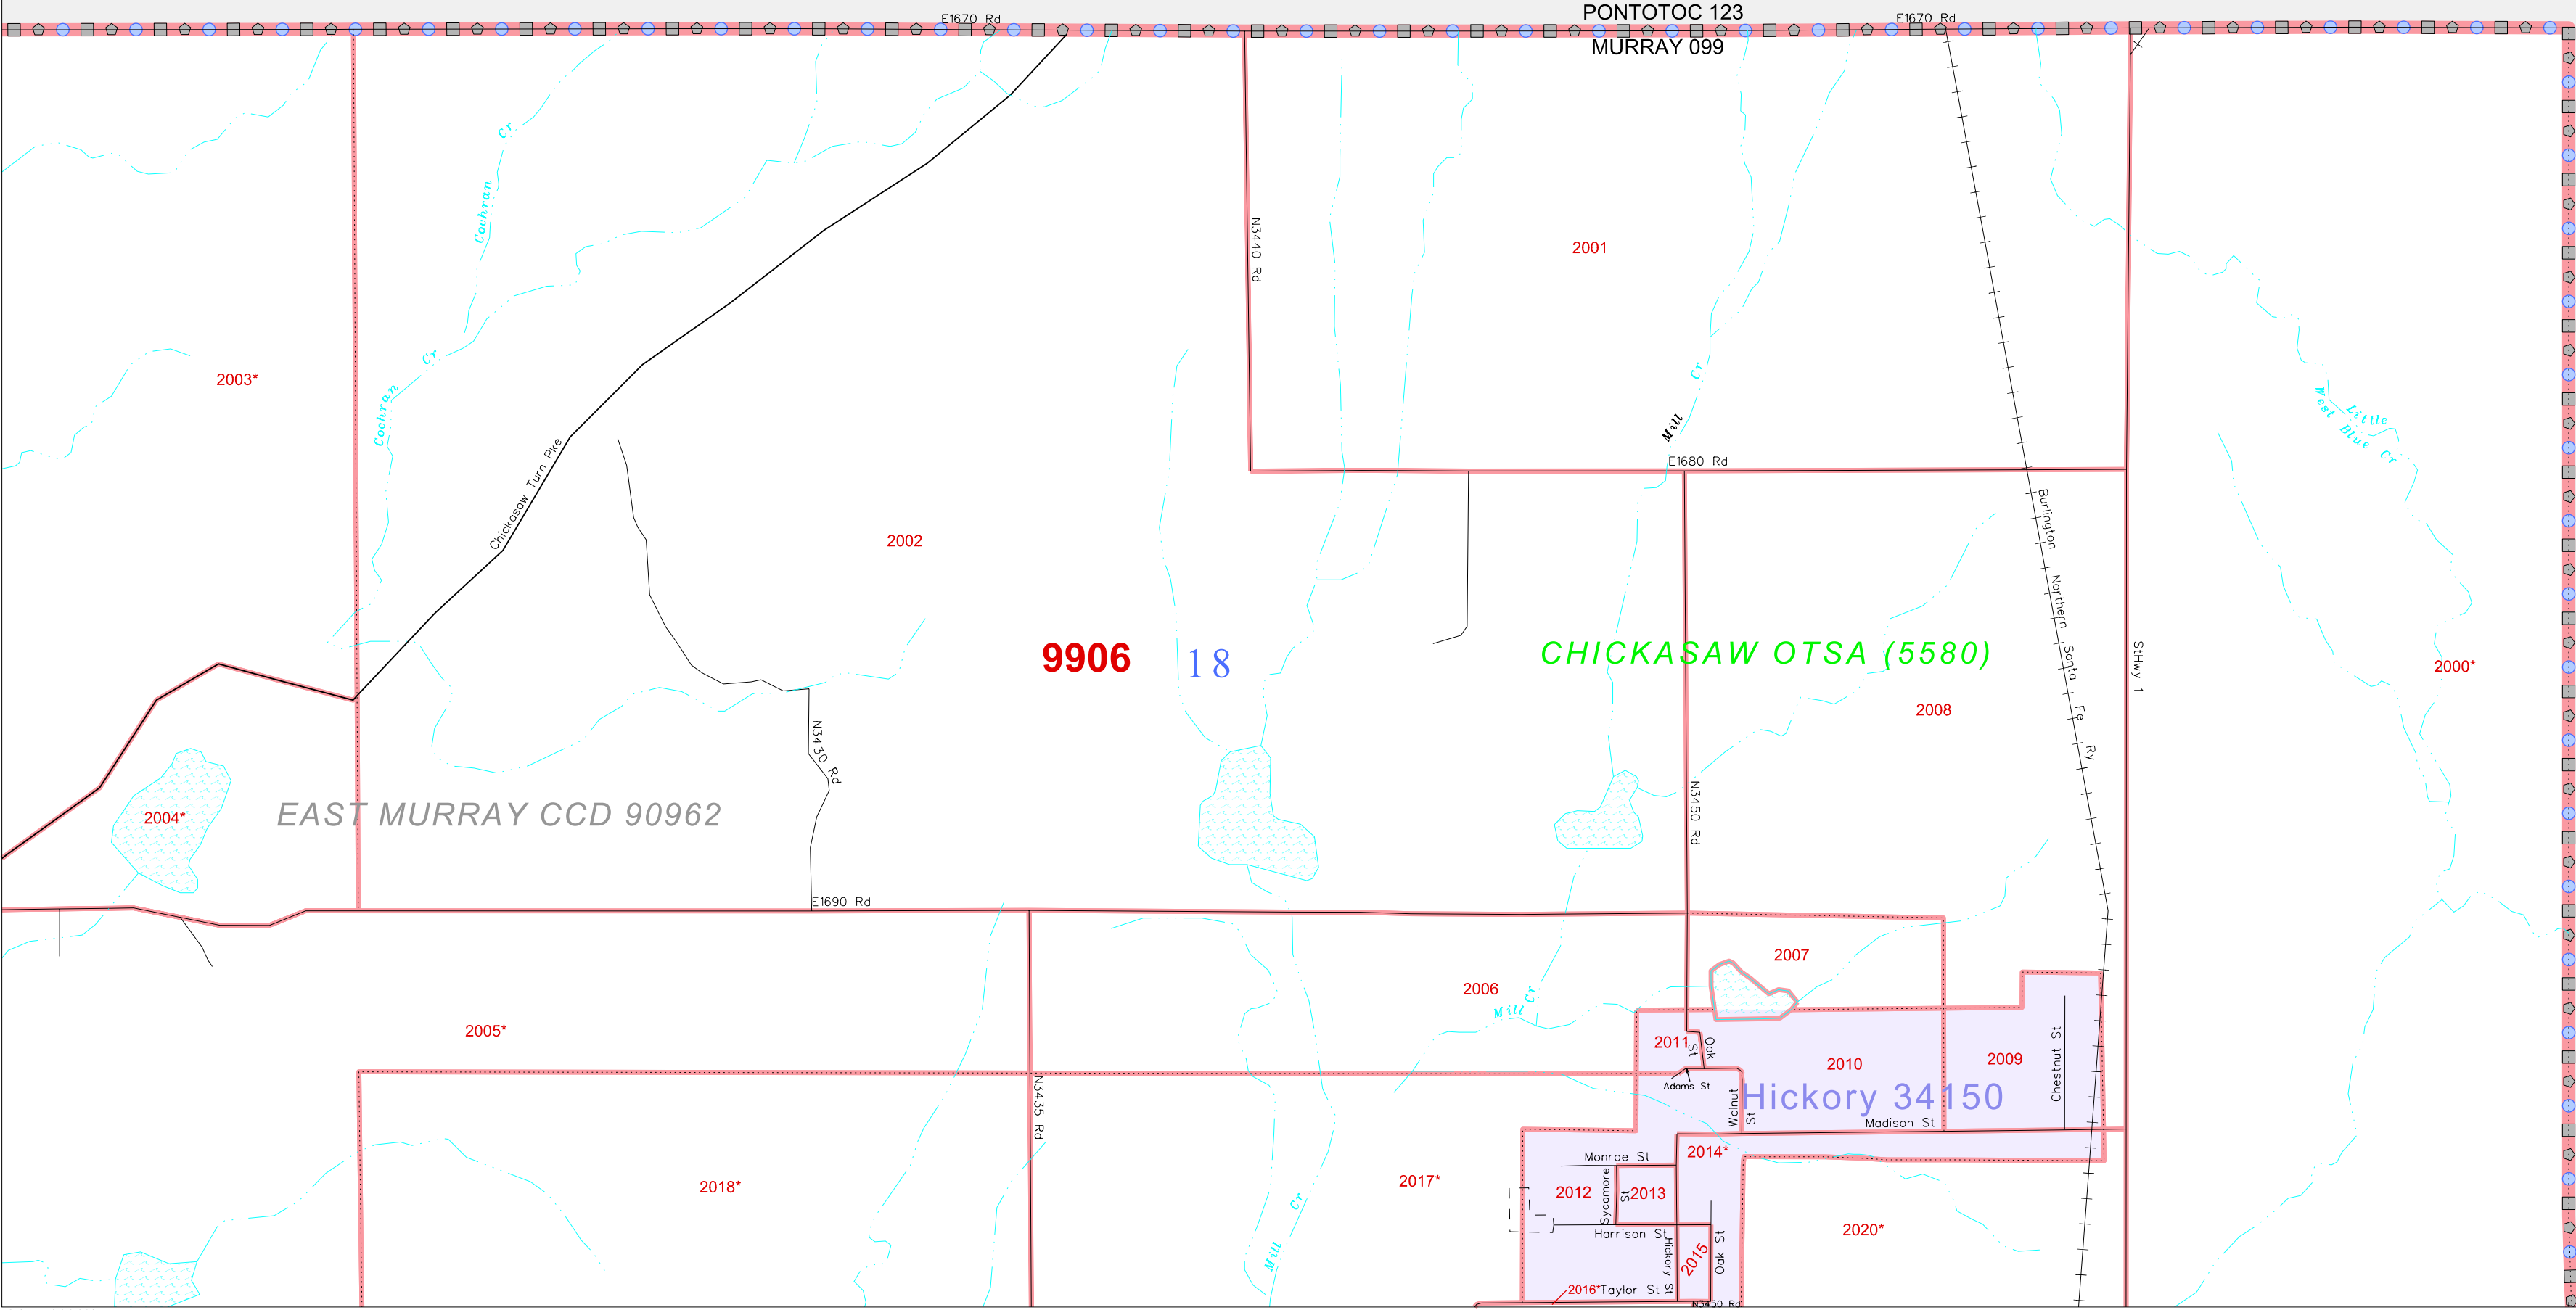 PONTOTOC 123
E1670 Rd
E1670 Rd
MURRAY 099
Cochran Cr
N3440 Rd
2001
2003*
Cochran Cr
Mill Cr
Little
West Blue Cr
Chickasaw Turn Pke
E1680 Rd
2002
Burlington Northern Santa Fe Ry
9906
18
CHICKASAW OTSA (5580)
StHwy 1
2000*
2008
N3430 Rd
N3450 Rd
2004*
EAST MURRAY CCD 90962
E1690 Rd
2007
2006
Mill Cr
2005*
2011
Oak St
2010
2009
Chestnut St
Adams St
Hickory 34150
N3435 Rd
Walnut St
Madison St
2014*
Monroe St
2018*
2017*
2012
Sycamore St
2013
Harrison St
2020*
Mill Cr
Hickory St
2015
Oak St
2016*
Taylor St
N3450 Rd